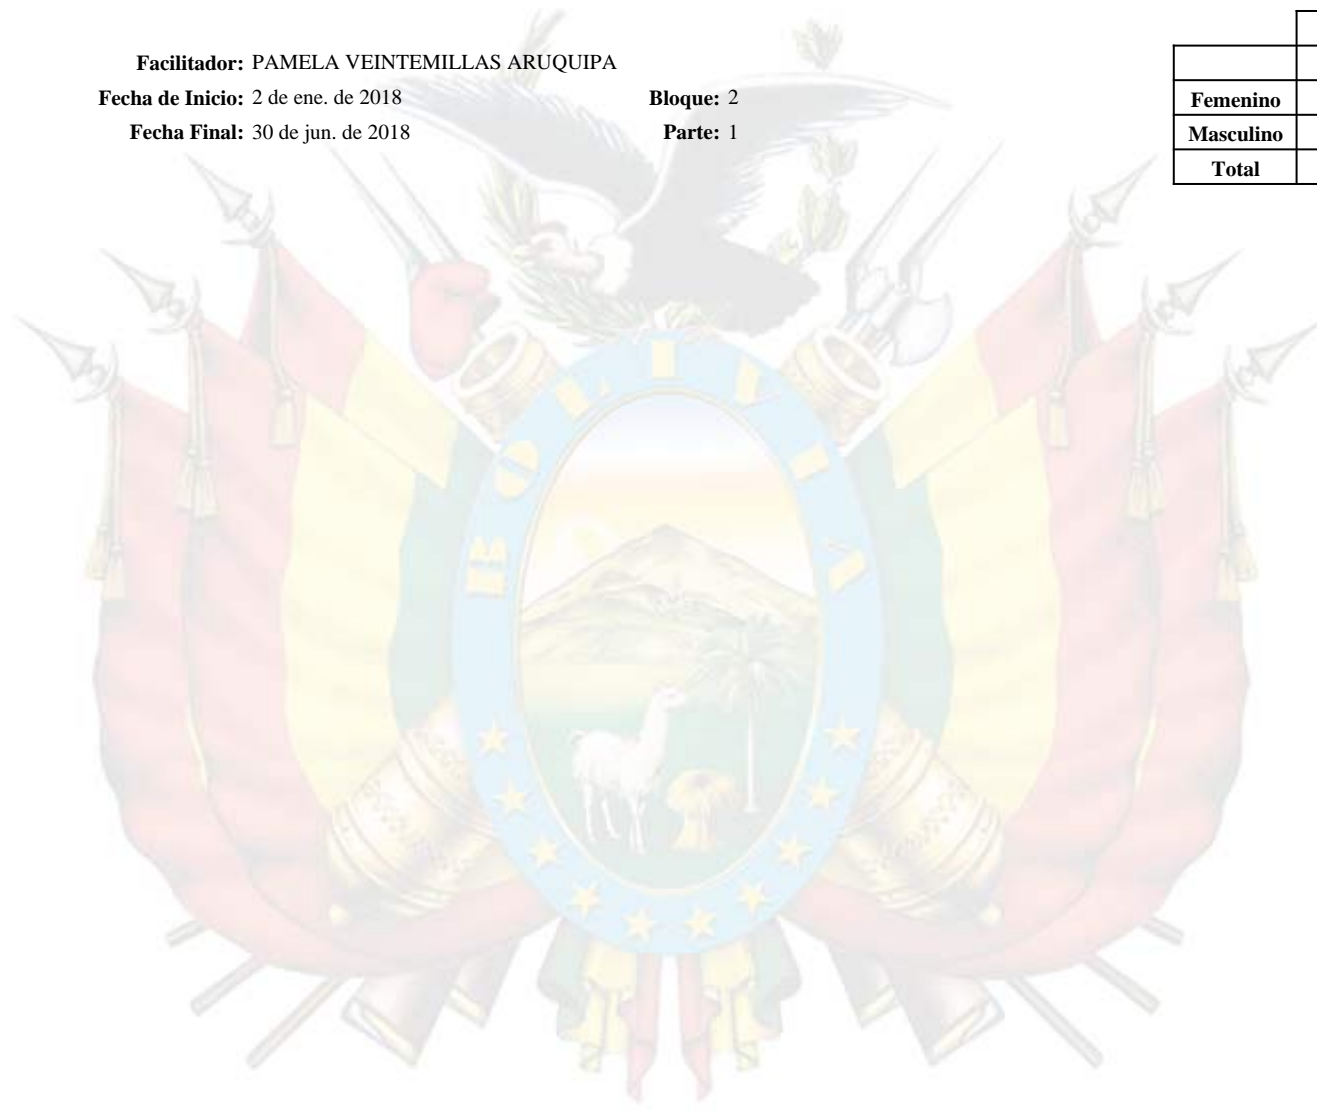 Facilitador: PAMELA VEINTEMILLAS ARUQUIPA
Fecha de Inicio: 2 de ene. de 2018 Bloque: 2
Fecha Final: 30 de jun. de 2018 Parte: 1
Femenino
Masculino
Total
BOLIVIA